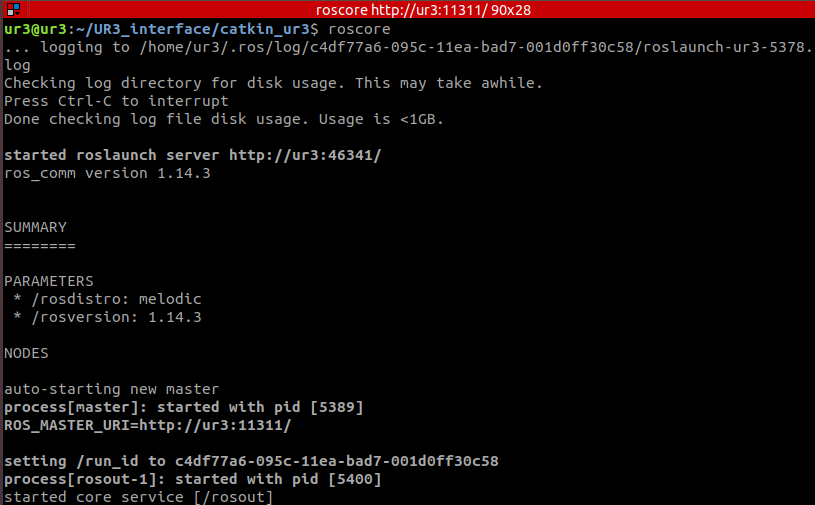 roscore http://ur3:11311/ 90x28
ur3@ur3:~/UR3_interface/catkin_ur3$ roscore
... logging to /home/ur3/.ros/log/c4df77a6-095c-11ea-bad7-001d0ff30c58/roslaunch-ur3-5378.
log
Checking log directory for disk usage. This may take awhile.
Press Ctrl-C to interrupt
Done checking log file disk usage. Usage is <1GB.
started roslaunch server http://ur3:46341/
ros_comm version 1.14.3
SUMMARY
========
PARAMETERS
 * /rosdistro: melodic
 * /rosversion: 1.14.3
NODES
auto-starting new master
process[master]: started with pid [5389]
ROS_MASTER_URI=http://ur3:11311/
setting /run_id to c4df77a6-095c-11ea-bad7-001d0ff30c58
process[rosout-1]: started with pid [5400]
started core service [/rosout]